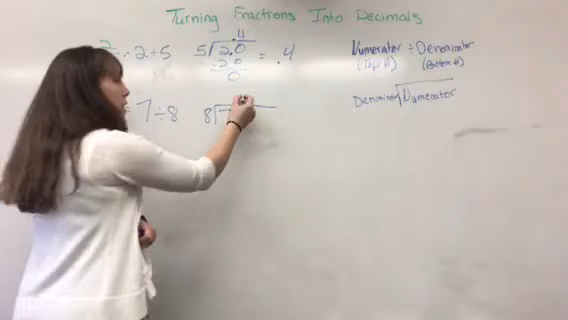 Turning Fractions Into Decimals
.4
2 ÷ 5 5 2.0 = .4
2 0
0
Numerator ÷ Denominator
(Top #) (Bottom #)
Denominator Numerator
= 7 ÷ 8 8 7